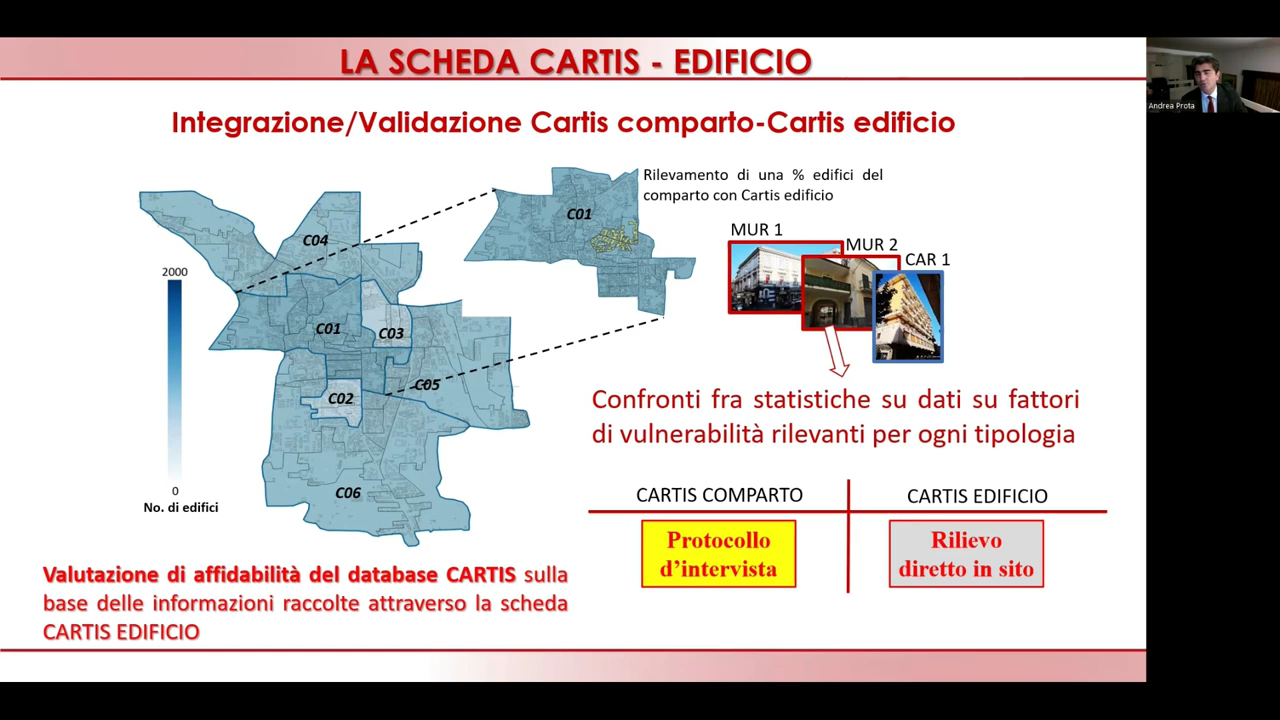 LA SCHEDA CARTIS - EDIFICIO
Andrea Prota
Integrazione/Validazione Cartis comparto-Cartis edificio
Rilevamento di una % edifici del
comparto con Cartis edificio
C01
MUR 1
MUR 2
CAR 1
C04
2000
C01
C03
C05
C02
C06
0
No. di edifici
Confronti fra statistiche su dati su fattori
di vulnerabilità rilevanti per ogni tipologia
CARTIS COMPARTO
CARTIS EDIFICIO
Protocollo
d’intervista
Rilievo
diretto in sito
Valutazione di affidabilità del database CARTIS sulla
base delle informazioni raccolte attraverso la scheda
CARTIS EDIFICIO